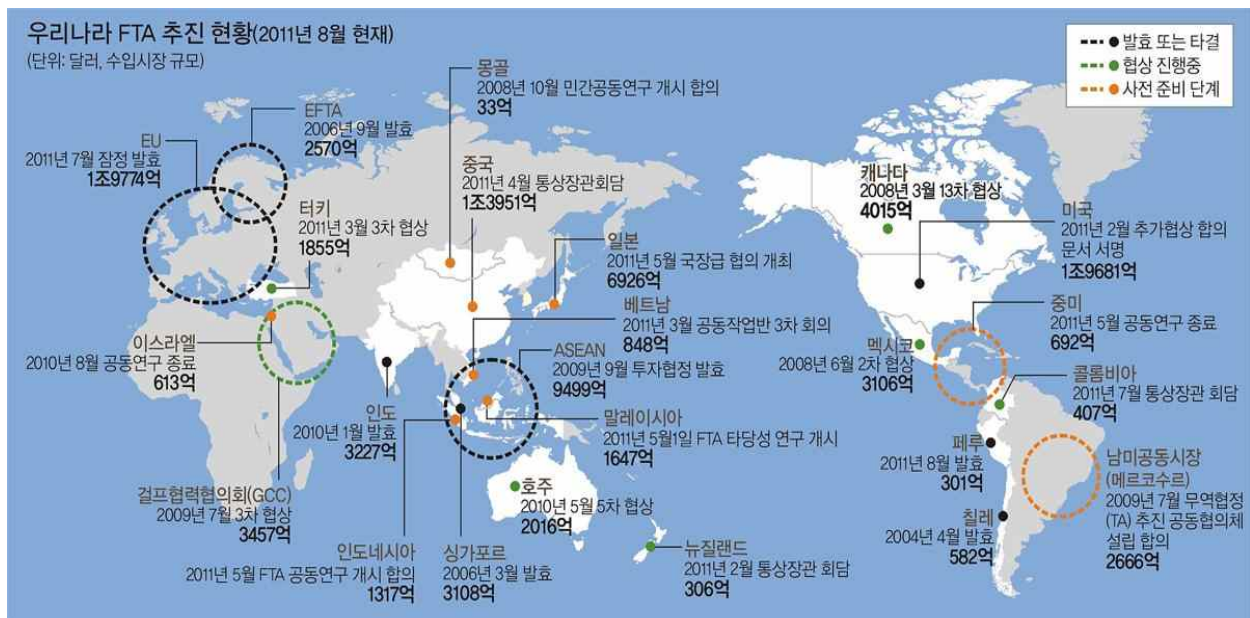 우리나라 FTA 추진 현황(2011년 8월 현재)
(단위: 달러, 수입시장 규모)
발효 또는 타결
협상 진행중
사전 준비 단계
몽골
2008년 10월 민간공동연구 개시 합의
33억
EFTA
2006년 9월 발효
2570억
EU
2011년 7월 잠정 발효
1조9774억
중국
2011년 4월 통상장관회담
1조3951억
터키
2011년 3월 3차 협상
1855억
일본
2011년 5월 국장급 협의 개최
6926억
베트남
2011년 3월 공동작업반 3차 회의
848억
이스라엘
2010년 8월 공동연구 종료
613억
ASEAN
2009년 9월 투자협정 발효
9499억
인도
2010년 1월 발효
3227억
말레이시아
2011년 5월1일 FTA 타당성 연구 개시
1647억
걸프협력협의회(GCC)
2009년 7월 3차 협상
3457억
호주
2010년 5월 5차 협상
2016억
인도네시아
2011년 5월 FTA 공동연구 개시 합의
1317억
싱가포르
2006년 3월 발효
3108억
뉴질랜드
2011년 2월 통상장관 회담
306억
캐나다
2008년 3월 13차 협상
4015억
미국
2011년 2월 추가협상 합의
문서 서명
1조9681억
중미
2011년 5월 공동연구 종료
692억
멕시코
2008년 6월 2차 협상
3106억
콜롬비아
2011년 7월 통상장관 회담
407억
페루
2011년 8월 발효
301억
칠레
2004년 4월 발효
582억
남미공동시장
(메르코수르)
2009년 7월 무역협정
(TA) 추진 공동협의체
설립 합의
2666억